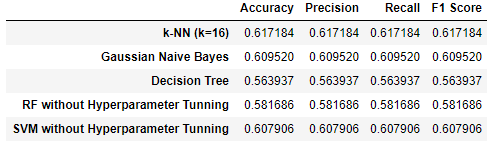 Accuracy Precision Recall F1 Score
k-NN (k=16) 0.617184 0.617184 0.617184 0.617184
Gaussian Naive Bayes 0.609520 0.609520 0.609520 0.609520
Decision Tree 0.563937 0.563937 0.563937 0.563937
RF without Hyperparameter Tunning 0.581686 0.581686 0.581686 0.581686
SVM without Hyperparameter Tunning 0.607906 0.607906 0.607906 0.607906